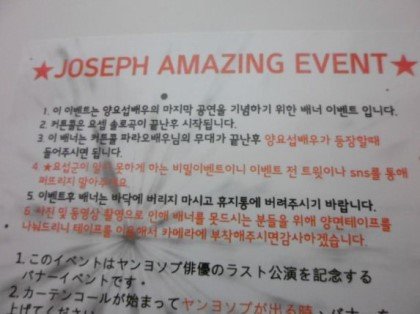 ★JOSEPH AMAZING EVENT★
1. 이 이벤트는 양요섭배우의 마지막 공연을 기념하기 위한 배너 이벤트 입니다.
2. 커튼콜은 요셉 솔로곡이 끝난후 시작됩니다.
3. 이 배너는 커튼콜 파라오배우님의 무대가 끝난후 양요섭배우가 등장할때
들어주시면 됩니다.
4. ★요섭군이 알지 못하게 하는 비밀이벤트이니 이벤트 전 트윗이나 sns를 통해
퍼뜨리지 말아주세요.
5. 이벤트후 배너는 바닥에 버리지 마시고 휴지통에 버려주시기 바랍니다.
6. 사진 및 동영상 촬영으로 인해 배너를 못드시는 분들을 위해 양면테이프를
나눠드리니 테이프를 이용해서 카메라에 부착해주시면감사하겠습니다.
1. このイベントはヤンヨソプ俳優のラスト公演を記念する
バナーイベントです・
2. カーテンコールが始まってヤンヨソプが出る時、バナーを上